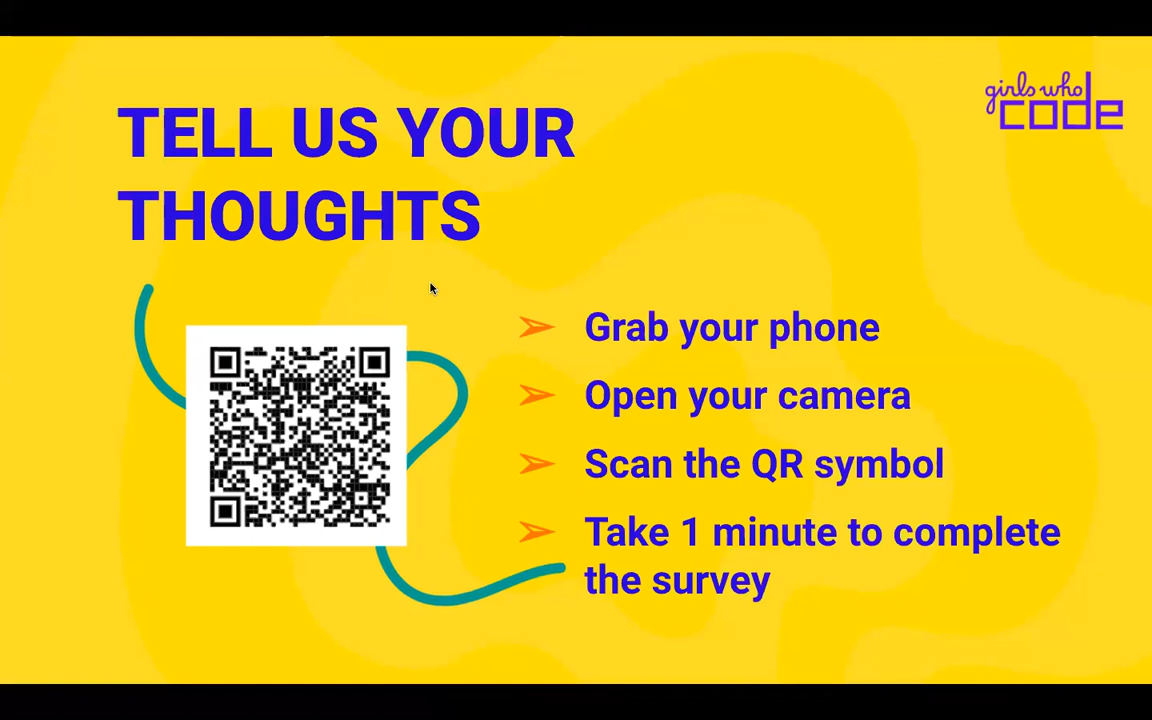 girls who
code
TELL US YOUR
THOUGHTS
➢ Grab your phone
➢ Open your camera
➢ Scan the QR symbol
➢ Take 1 minute to complete
the survey